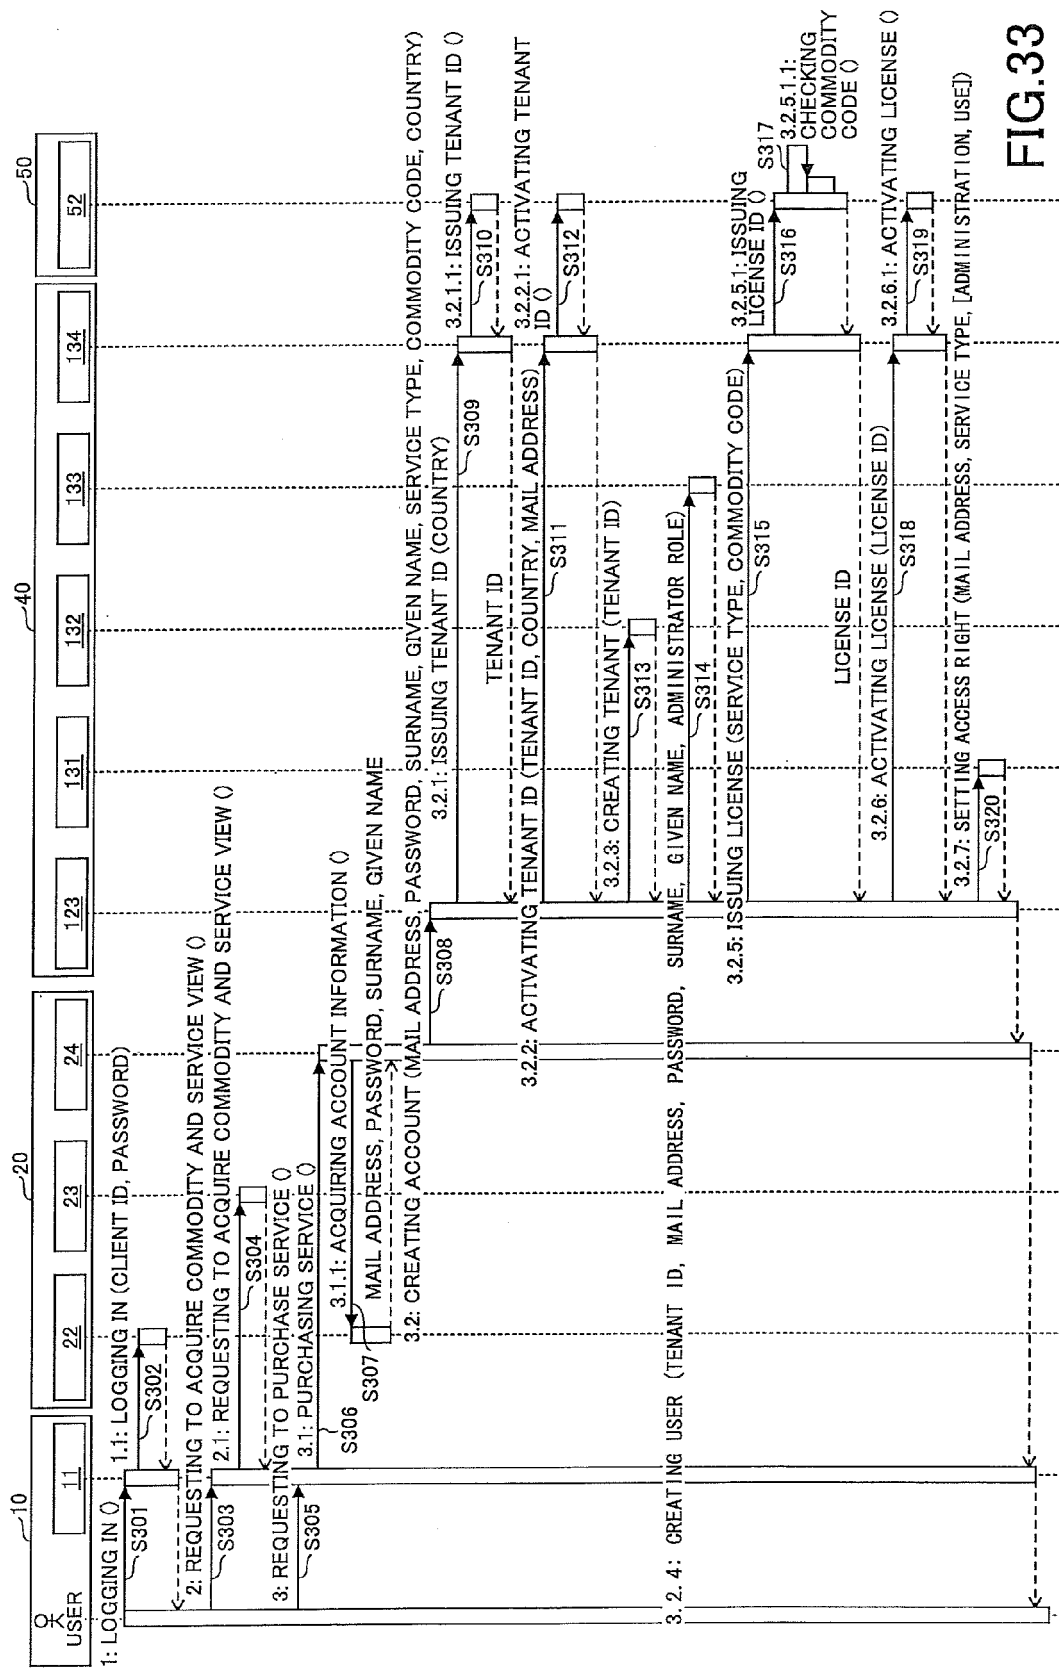 10
USER
11
20
22
23
24
40
123
131
132
133
134
50
52
1: LOGGING IN ()
S301
1.1: LOGGING IN (CLIENT ID, PASSWORD)
S302
2: REQUESTING TO ACQUIRE COMMODITY AND SERVICE VIEW ()
S303
2.1: REQUESTING TO ACQUIRE COMMODITY AND SERVICE VIEW ()
S304
3: REQUESTING TO PURCHASE SERVICE ()
S305
3.1: PURCHASING SERVICE ()
S306
3.1.1: ACQUIRING ACCOUNT INFORMATION ()
S307
MAIL ADDRESS, PASSWORD, SURNAME, GIVEN NAME
3.2: CREATING ACCOUNT (MAIL ADDRESS, PASSWORD, SURNAME, GIVEN NAME, SERVICE TYPE, COMMODITY CODE, COUNTRY)
S308
3.2.1: ISSUING TENANT ID (COUNTRY)
S309
3.2.1.1: ISSUING TENANT ID ()
S310
TENANT ID
3.2.2: ACTIVATING TENANT ID (TENANT ID, COUNTRY, MAIL ADDRESS)
S311
3.2.2.1: ACTIVATING TENANT
ID ()
S312
3.2.3: CREATING TENANT (TENANT ID)
S313
3.2.4: CREATING USER (TENANT ID, MAIL ADDRESS, PASSWORD, SURNAME, GIVEN NAME, ADMINISTRATOR ROLE)
S314
3.2.5: ISSUING LICENSE (SERVICE TYPE, COMMODITY CODE)
S315
3.2.5.1: ISSUING
LICENSE ID ()
S316
S317
3.2.5.1.1:
CHECKING
COMMODITY
CODE ()
LICENSE ID
3.2.6: ACTIVATING LICENSE (LICENSE ID)
S318
3.2.6.1: ACTIVATING LICENSE ()
S319
3.2.7: SETTING ACCESS RIGHT (MAIL ADDRESS, SERVICE TYPE, [ADMINISTRATION, USE])
S320
FIG.33